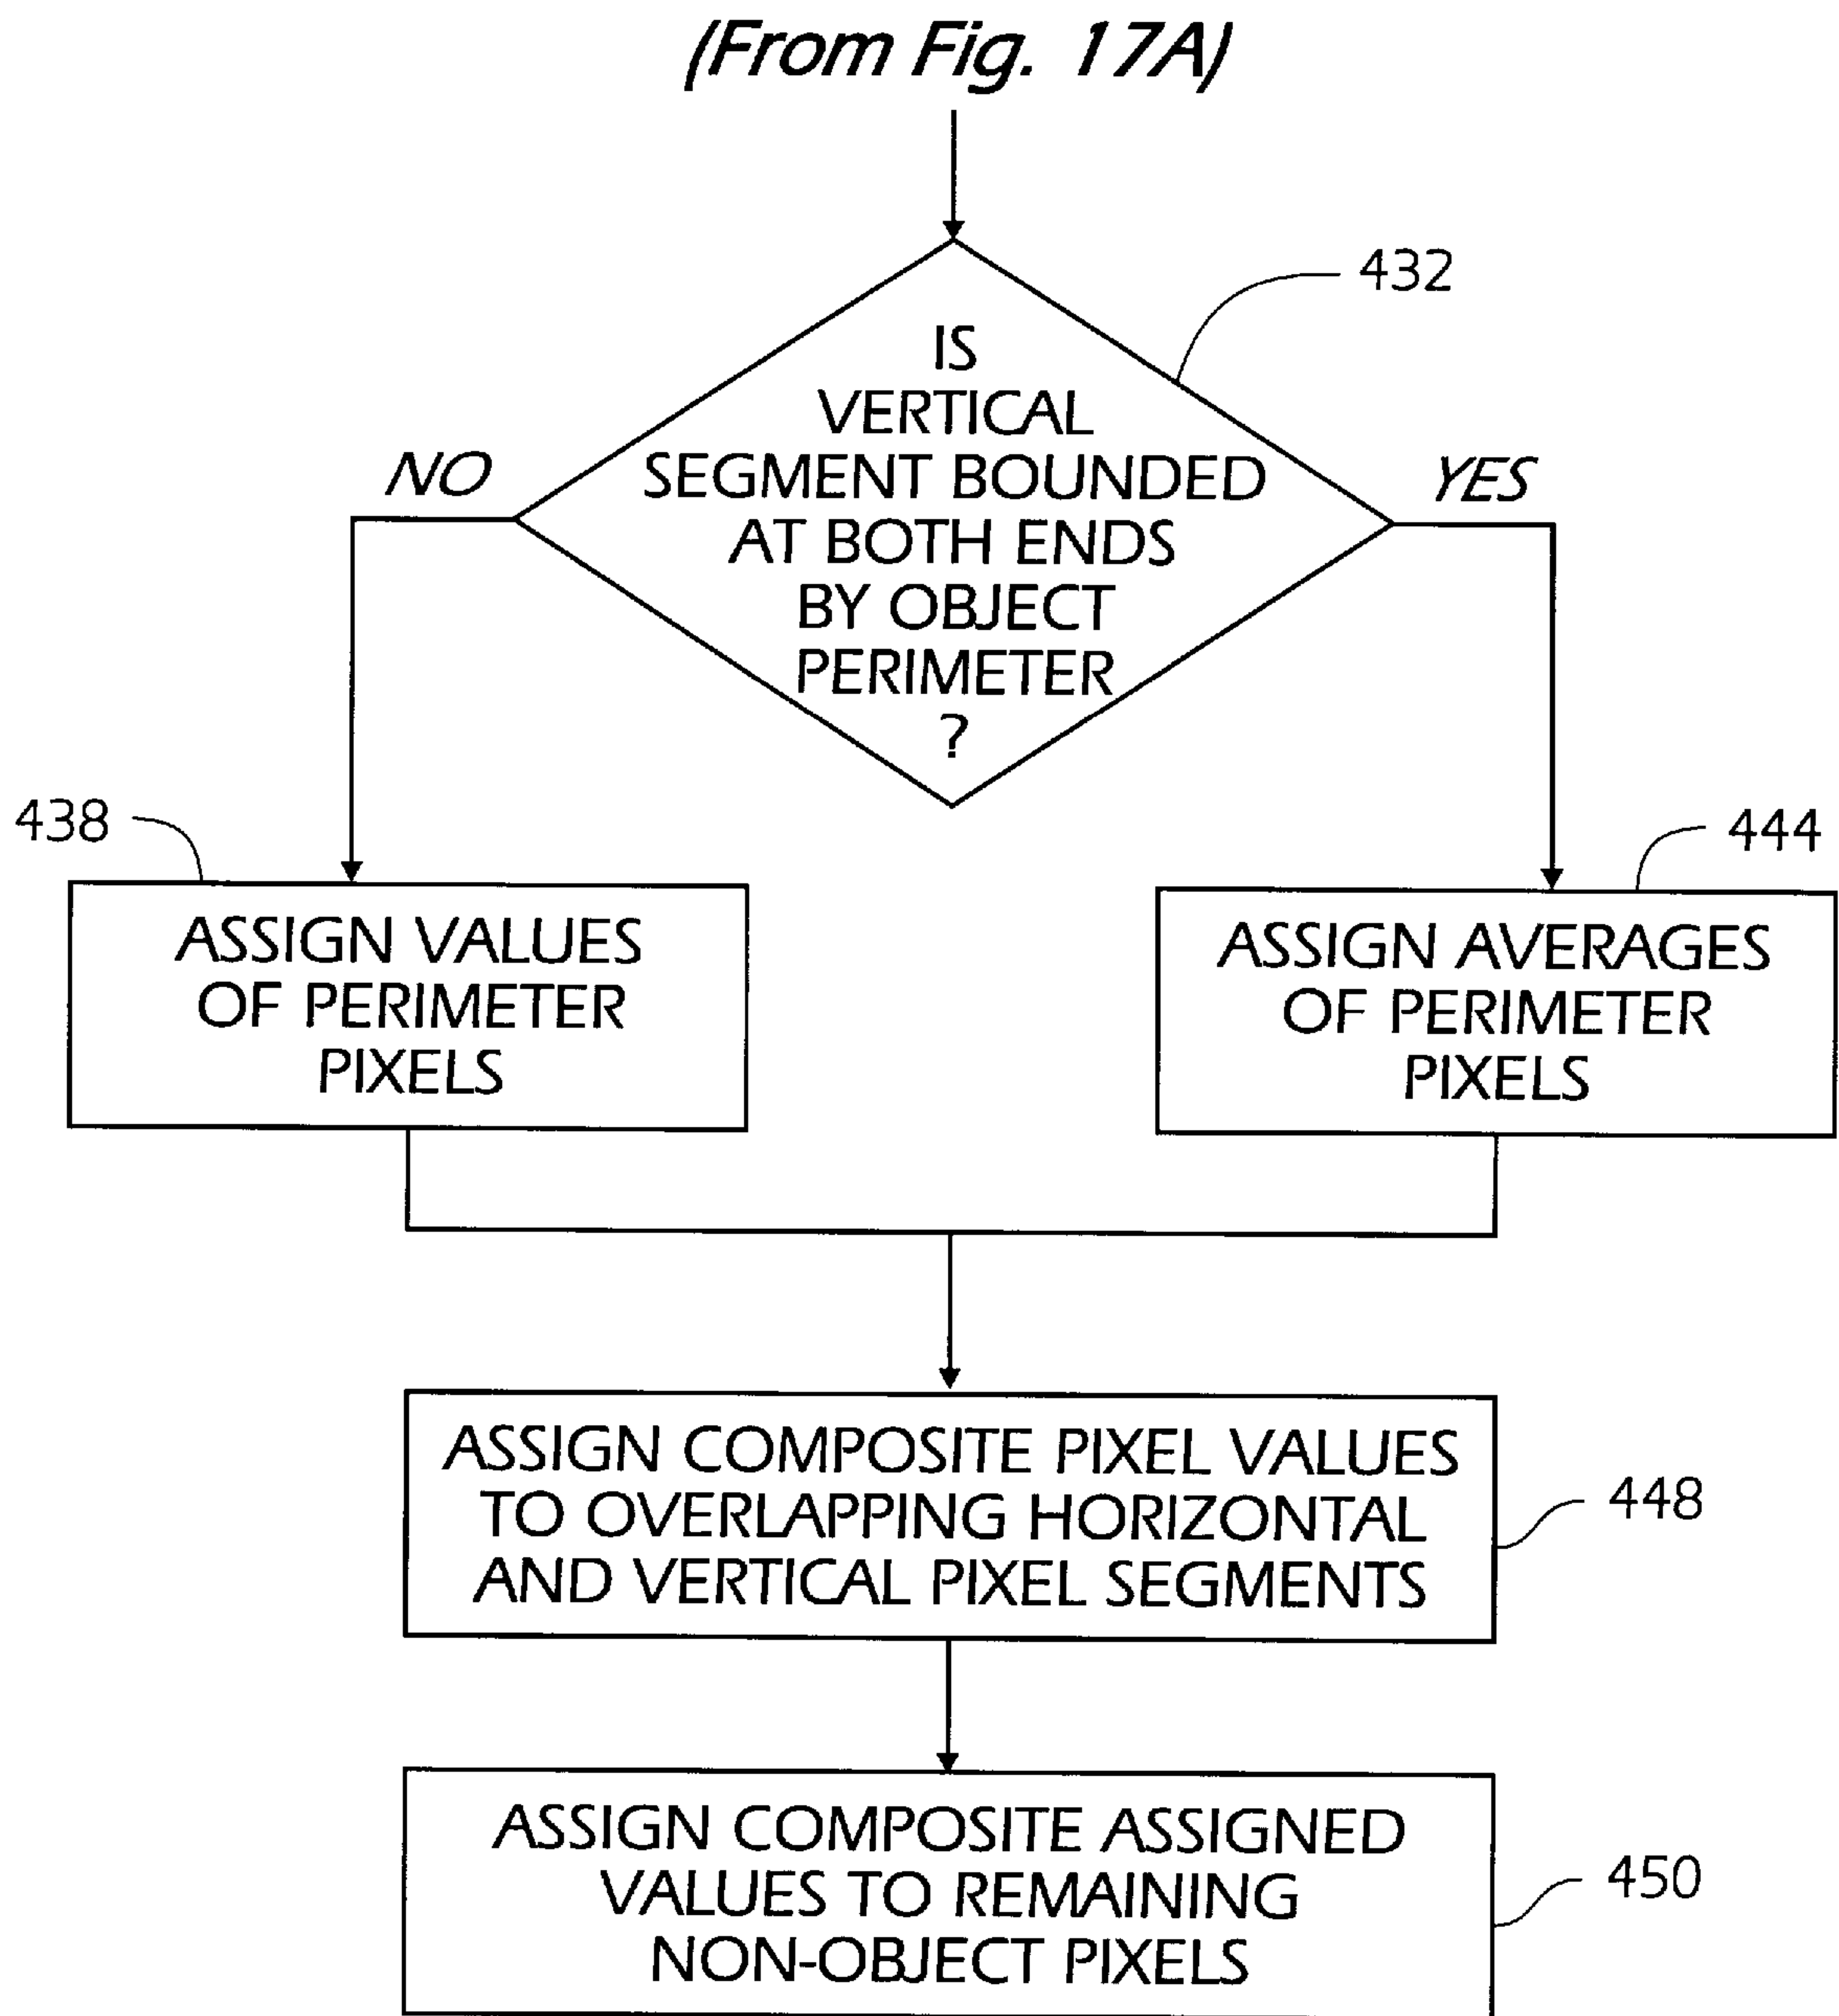 (From Fig. 17A)
432
IS
VERTICAL
SEGMENT BOUNDED
AT BOTH ENDS
BY OBJECT
PERIMETER
?
NO
YES
438
ASSIGN VALUES
OF PERIMETER
PIXELS
444
ASSIGN AVERAGES
OF PERIMETER
PIXELS
ASSIGN COMPOSITE PIXEL VALUES
TO OVERLAPPING HORIZONTAL
AND VERTICAL PIXEL SEGMENTS
448
ASSIGN COMPOSITE ASSIGNED
VALUES TO REMAINING
NON-OBJECT PIXELS
450